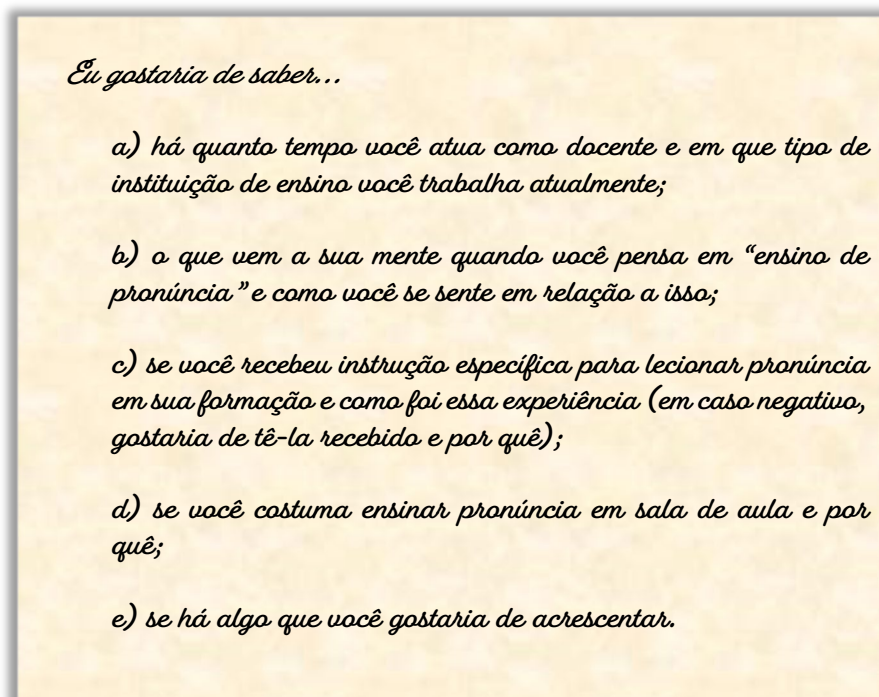 Eu gostaria de saber...
a) há quanto tempo você atua como docente e em que tipo de
instituição de ensino você trabalha atualmente;
b) o que vem a sua mente quando você pensa em “ensino de
pronúncia” e como você se sente em relação a isso;
c) se você recebeu instrução específica para lecionar pronúncia
em sua formação e como foi essa experiência (em caso negativo,
gostaria de tê-la recebido e por quê);
d) se você costuma ensinar pronúncia em sala de aula e por
quê;
e) se há algo que você gostaria de acrescentar.